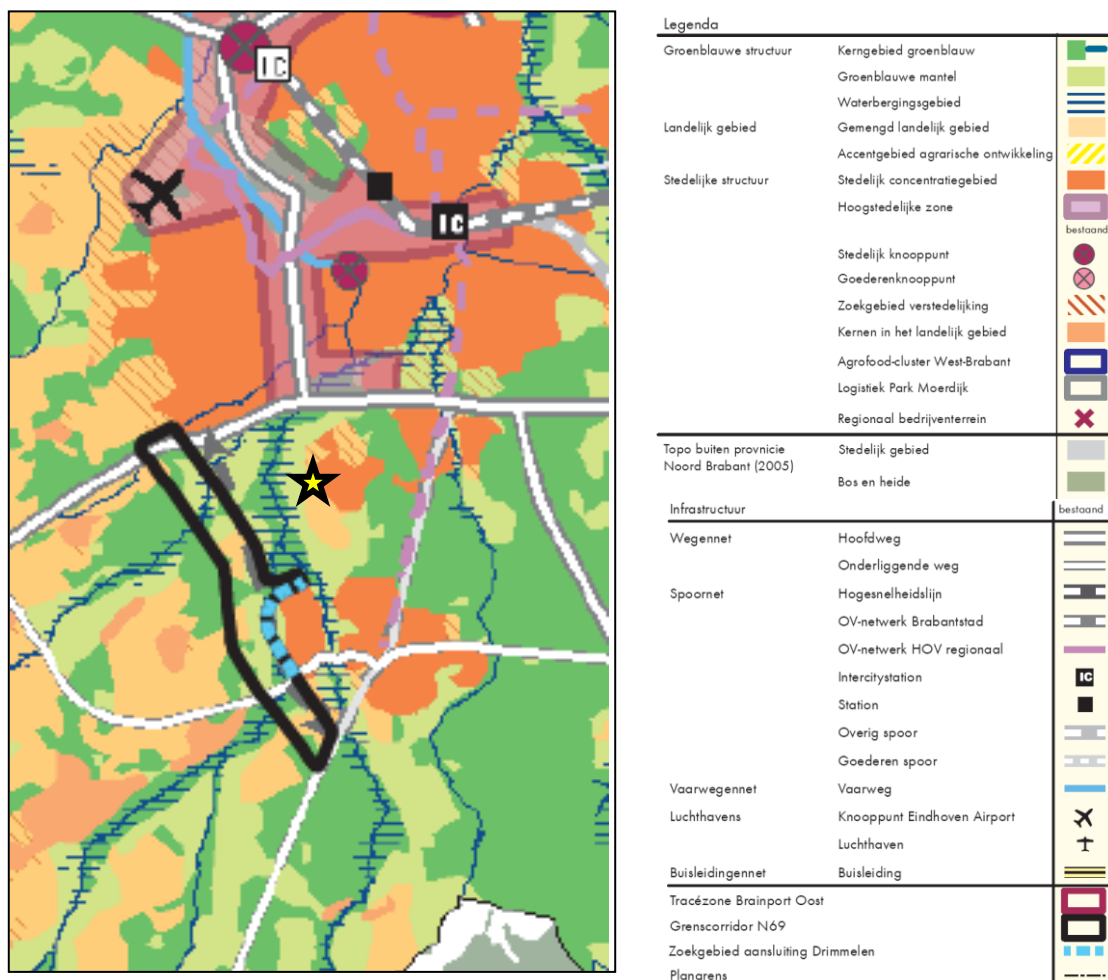 IC
IC
Legenda
Groenblauwe structuur Kerngebied groenblauw
Groenblauwe mantel
Waterbergingsgebied
Landelijk gebied Gemengd landelijk gebied
Accentgebied agrarische ontwikkeling
Stedelijke structuur Stedelijk concentratiegebied
Hoogstedelijke zone
bestaand
Stedelijk knooppunt
Goederenknooppunt
Zoekgebied verstedelijking
Kernen in het landelijk gebied
Agrofood-cluster West-Brabant
Logistiek Park Moerdijk
Regionaal bedrijventerrein
Topo buiten provnicie Stedelijk gebied
Noord Brabant (2005)
Bos en heide
Infrastructuur bestaand
Wegennet Hoofdweg
Onderliggende weg
Spoornet Hogesnelheidslijn
OV-netwerk Brabantstad
OV-netwerk HOV regionaal
Intercitystation IC
Station
Overig spoor
Goederen spoor
Vaarwegennet Vaarweg
Luchthavens Knooppunt Eindhoven Airport
Luchthaven
Buisleidingennet Buisleiding
Tracézone Brainport Oost
Grenscorridor N69
Zoekgebied aansluiting Drimmelen
Plangrens